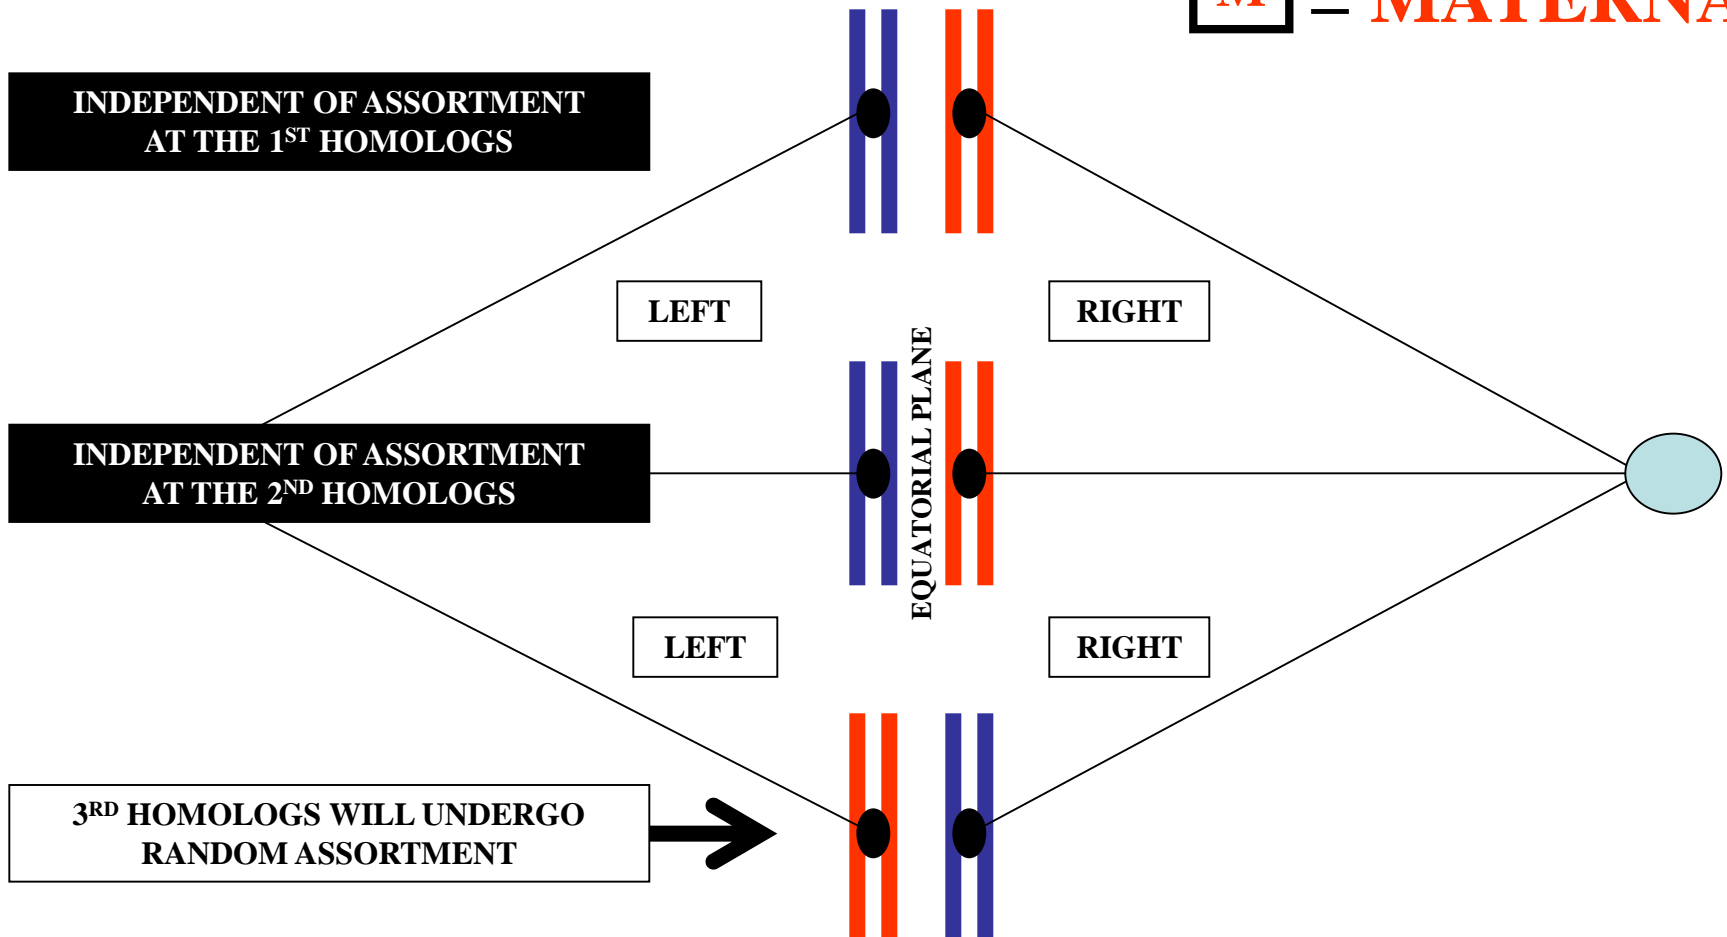 M = MATERNA
INDEPENDENT OF ASSORTMENT
AT THE 1ST HOMOLOGS
LEFT
RIGHT
EQUATORIAL PLANE
INDEPENDENT OF ASSORTMENT
AT THE 2ND HOMOLOGS
LEFT
RIGHT
3RD HOMOLOGS WILL UNDERGO
RANDOM ASSORTMENT